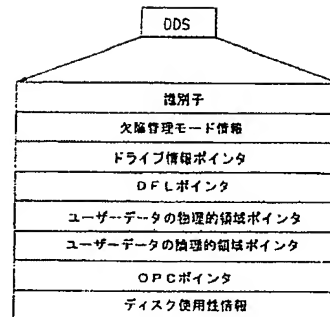 DDS
識別子
欠陥管理モード情報
ドライブ情報ポインタ
DFLポインタ
ユーザーデータの物理的領域ポインタ
ユーザーデータの論理的領域ポインタ
OPCポインタ
ディスク使用性情報